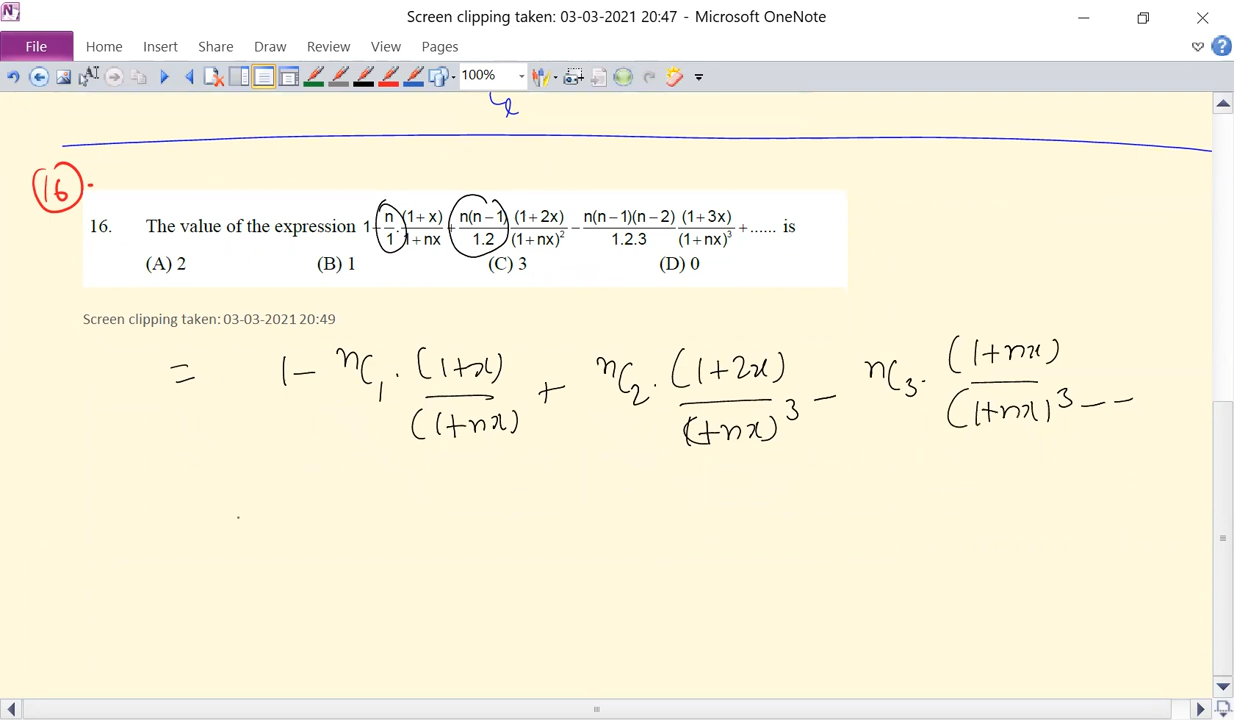 Screen clipping taken: 03-03-2021 20:47 - Microsoft OneNote
File Home Insert Share Draw Review View Pages
100%
(16)
16. The value of the expression 1 - n/1 . (1+x)/(1+nx) + n(n-1)/1.2 (1+2x)/(1+nx)² - n(n-1)(n-2)/1.2.3 (1+3x)/(1+nx)³ + ...... is
(A) 2 (B) 1 (C) 3 (D) 0
Screen clipping taken: 03-03-2021 20:49
= 1 - nC₁ . (1+x)/((1+nx) + nC₂ . (1+2x)/(1+nx)³ - nC₃ . (1+nx)/(1+nx)³ - -